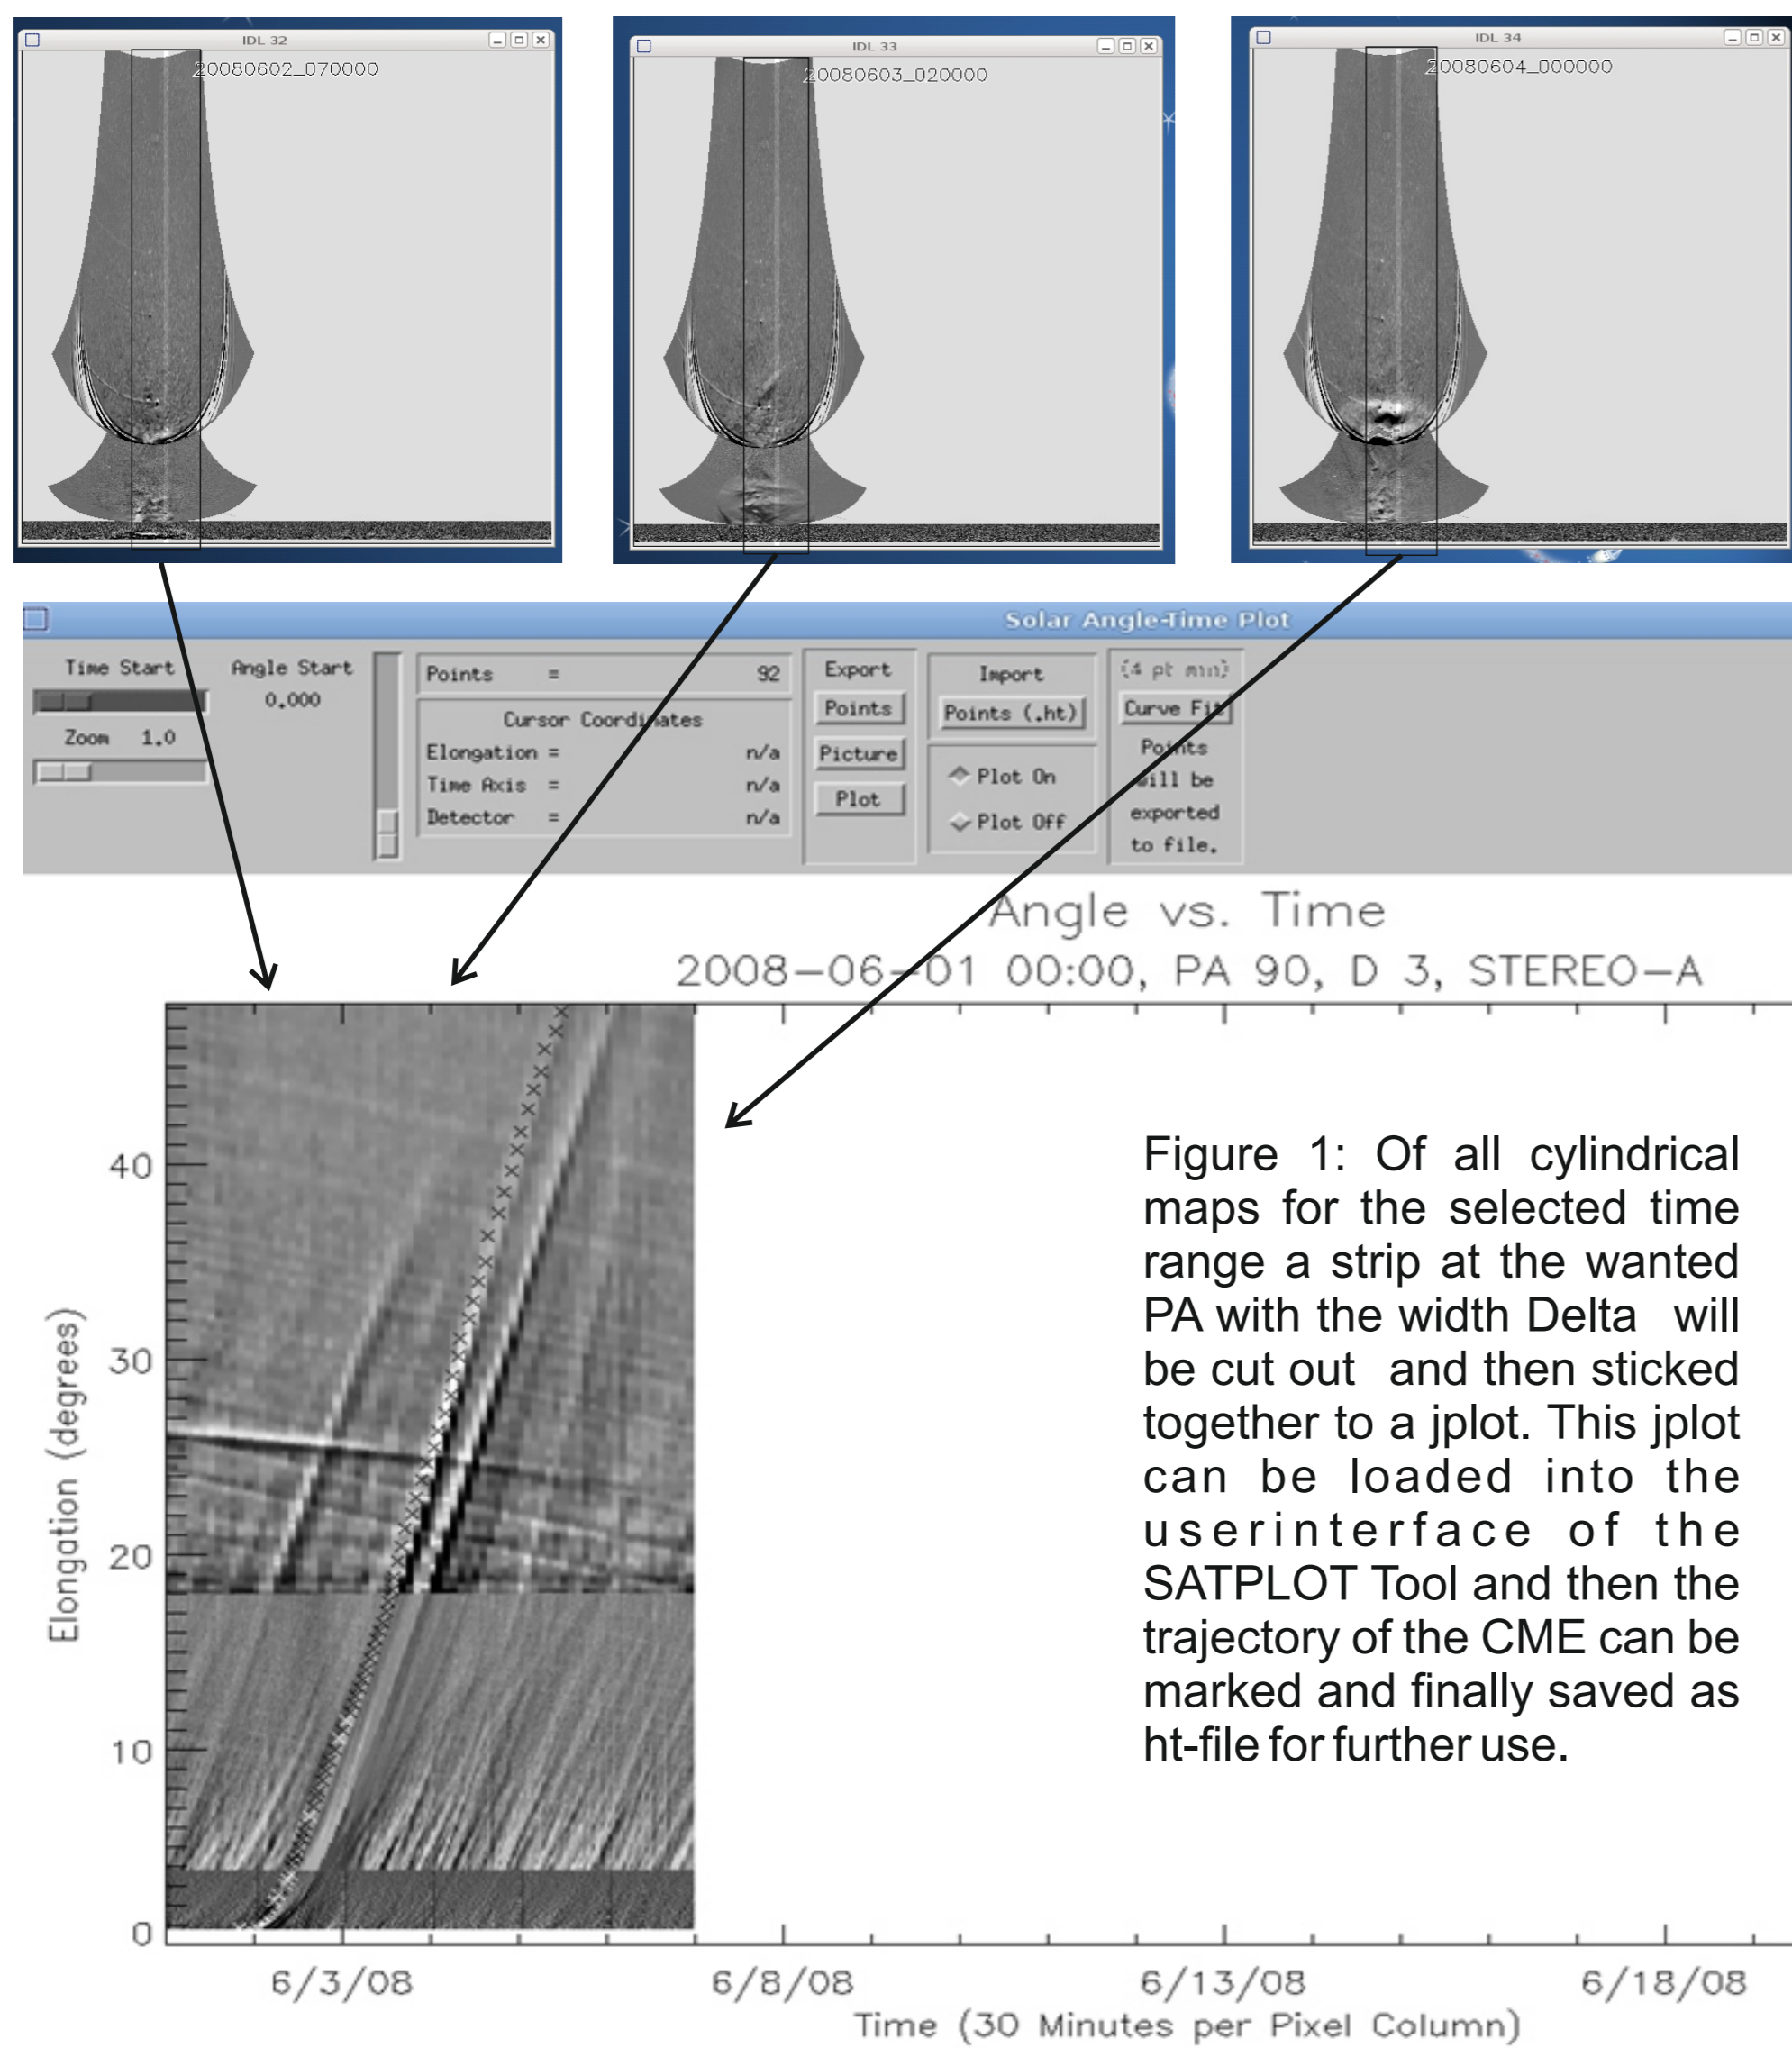 IDL 32
20080602_070000
IDL 33
20080603_020000
IDL 34
20080604_000000
Solar Angle-Time Plot
Time Start
Zoom 1.0
Angle Start
0.000
Points = 92
Cursor Coordinates
Elongation = n/a
Time Axis = n/a
Detector = n/a
Export
Points
Picture
Plot
Import
Points (.ht)
Plot On
Plot Off
(4 pt min)
Curve Fit
Points
will be
exported
to file.
Angle vs. Time
2008-06-01 00:00, PA 90, D 3, STEREO-A
Elongation (degrees)
40
30
20
10
0
6/3/08 6/8/08 6/13/08 6/18/08
Time (30 Minutes per Pixel Column)
Figure 1: Of all cylindrical
maps for the selected time
range a strip at the wanted
PA with the width Delta will
be cut out and then sticked
together to a jplot. This jplot
can be loaded into the
userinterface of the
SATPLOT Tool and then the
trajectory of the CME can be
marked and finally saved as
ht-file for further use.